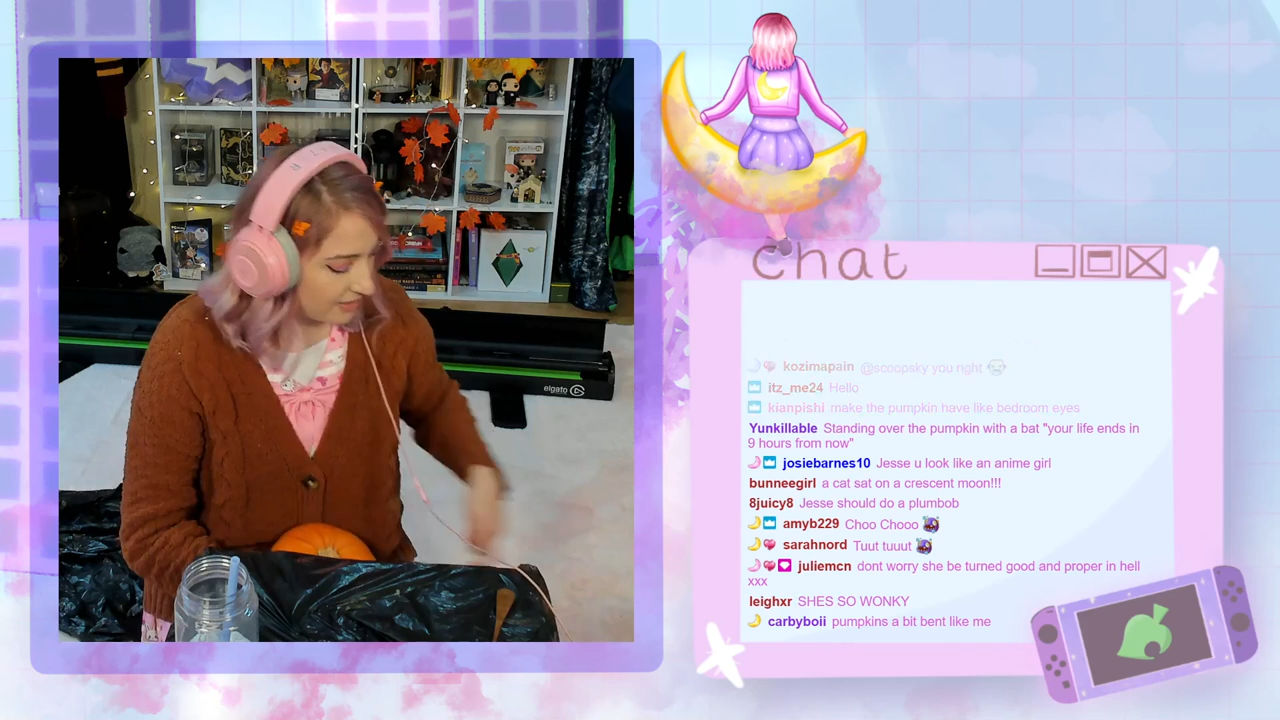 Chat
kozimapain @scoopsky you right
itz_me24 Hello
kianpishi make the pumpkin have like bedroom eyes
Yunkillable Standing over the pumpkin with a bat "your life ends in
9 hours from now"
josiebarnes10 Jesse u look like an anime girl
bunneegirl a cat sat on a crescent moon!!!
8juicy8 Jesse should do a plumbob
amyb229 Choo Chooo
sarahnord Tuut tuuut
juliemcn dont worry she be turned good and proper in hell
xxx
leighxr SHES SO WONKY
carbyboii pumpkins a bit bent like me
elgato